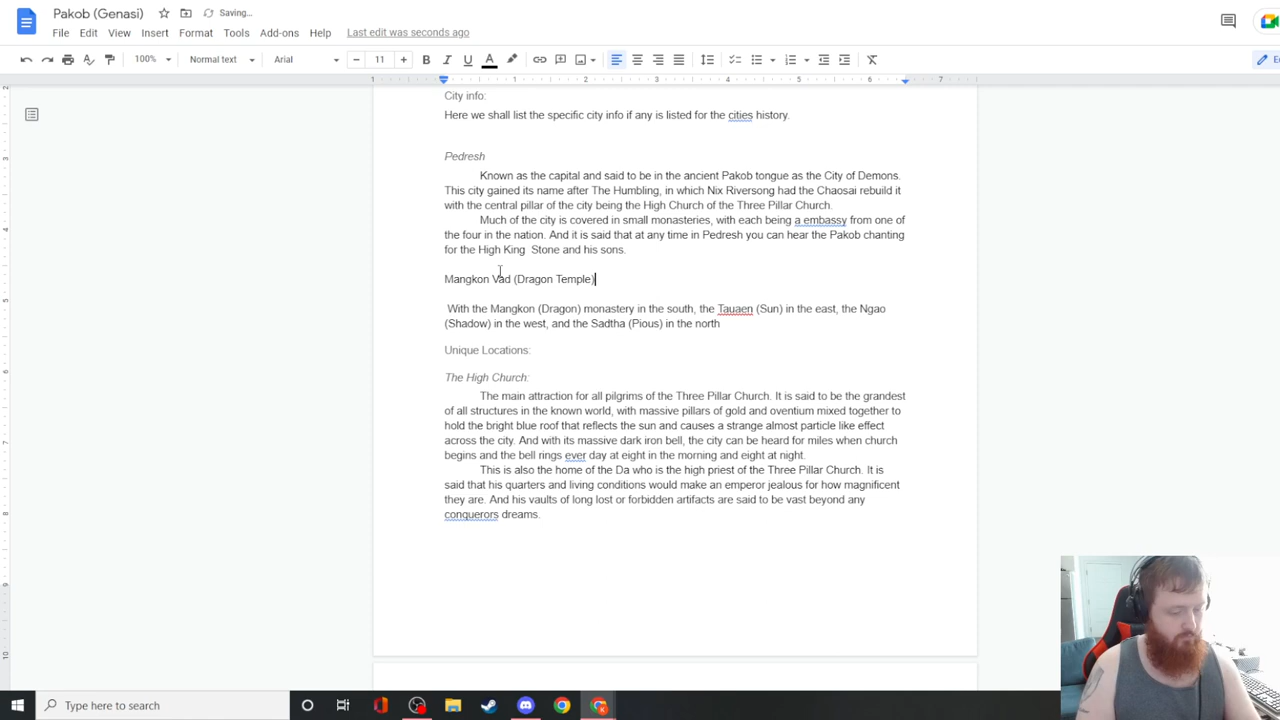 Pakob (Genasi)
Saving...
File Edit View Insert Format Tools Add-ons Help Last edit was seconds ago
100% Normal text Arial 11 B I U A
1 1 2 3 4 5 6 7
City info:
Here we shall list the specific city info if any is listed for the cities history.
Pedresh
Known as the capital and said to be in the ancient Pakob tongue as the City of Demons.
This city gained its name after The Humbling, in which Nix Riversong had the Chaosai rebuild it
with the central pillar of the city being the High Church of the Three Pillar Church.
Much of the city is covered in small monasteries, with each being a embassy from one of
the four in the nation. And it is said that at any time in Pedresh you can hear the Pakob chanting
for the High King Stone and his sons.
Mangkon Vad (Dragon Temple)
With the Mangkon (Dragon) monastery in the south, the Tauaen (Sun) in the east, the Ngao
(Shadow) in the west, and the Sadtha (Pious) in the north
Unique Locations:
The High Church:
The main attraction for all pilgrims of the Three Pillar Church. It is said to be the grandest
of all structures in the known world, with massive pillars of gold and oventium mixed together to
hold the bright blue roof that reflects the sun and causes a strange almost particle like effect
across the city. And with its massive dark iron bell, the city can be heard for miles when church
begins and the bell rings ever day at eight in the morning and eight at night.
This is also the home of the Da who is the high priest of the Three Pillar Church. It is
said that his quarters and living conditions would make an emperor jealous for how magnificent
they are. And his vaults of long lost or forbidden artifacts are said to be vast beyond any
conquerors dreams.
Type here to search